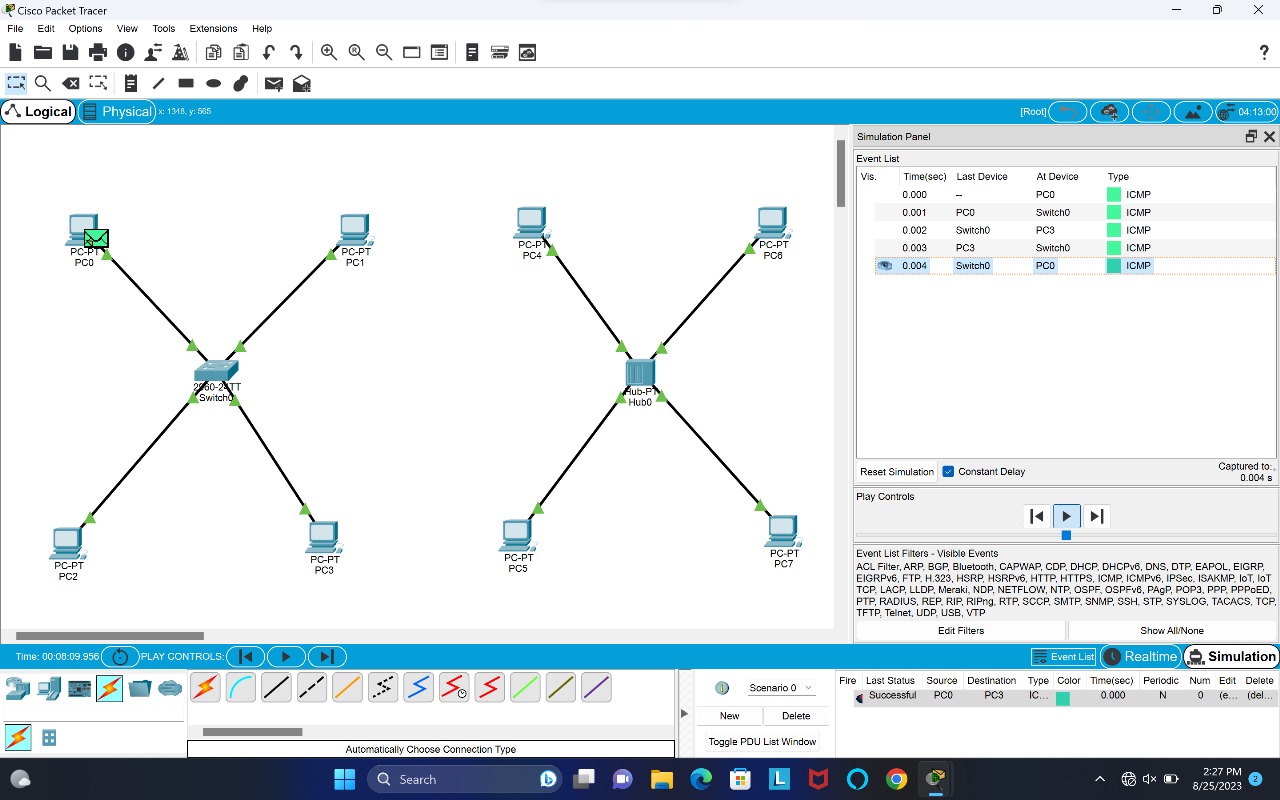 Cisco Packet Tracer
File Edit Options View Tools Extensions Help
Logical Physical x: 1348, y: 565 [Root] 04:13:00
Simulation Panel
Event List
Vis. Time(sec) Last Device At Device Type
0.000 -- PC0 ICMP
0.001 PC0 Switch0 ICMP
0.002 Switch0 PC3 ICMP
0.003 PC3 Switch0 ICMP
0.004 Switch0 PC0 ICMP
Reset Simulation Constant Delay
Captured to:
0.004 s
Play Controls
Event List Filters - Visible Events
ACL Filter, ARP, BGP, Bluetooth, CAPWAP, CDP, DHCP, DHCPv6, DNS, DTP, EAPOL, EIGRP,
EIGRPv6, FTP, H.323, HSRP, HSRPv6, HTTP, HTTPS, ICMP, ICMPv6, IPSec, ISAKMP, IoT, IoT
TCP, LACP, LLDP, Meraki, NDP, NETFLOW, NTP, OSPF, OSPFv6, PAgP, POP3, PPP, PPPoED,
PTP, RADIUS, REP, RIP, RIPng, RTP, SCCP, SMTP, SNMP, SSH, STP, SYSLOG, TACACS, TCP,
TFTP, Telnet, UDP, USB, VTP
Edit Filters Show All/None
PC-PT
PC0
PC-PT
PC1
PC-PT
PC4
PC-PT
PC6
2960-24TT
Switch0
Hub-PT
Hub0
PC-PT
PC2
PC-PT
PC3
PC-PT
PC5
PC-PT
PC7
Time: 00:08:09.956 PLAY CONTROLS: Event List Realtime Simulation
Scenario 0
New Delete
Toggle PDU List Window
Fire Last Status Source Destination Type Color Time(sec) Periodic Num Edit Delete
Successful PC0 PC3 IC... 0.000 N 0 (e... (del...
Automatically Choose Connection Type
Search
2:27 PM
8/25/2023
2